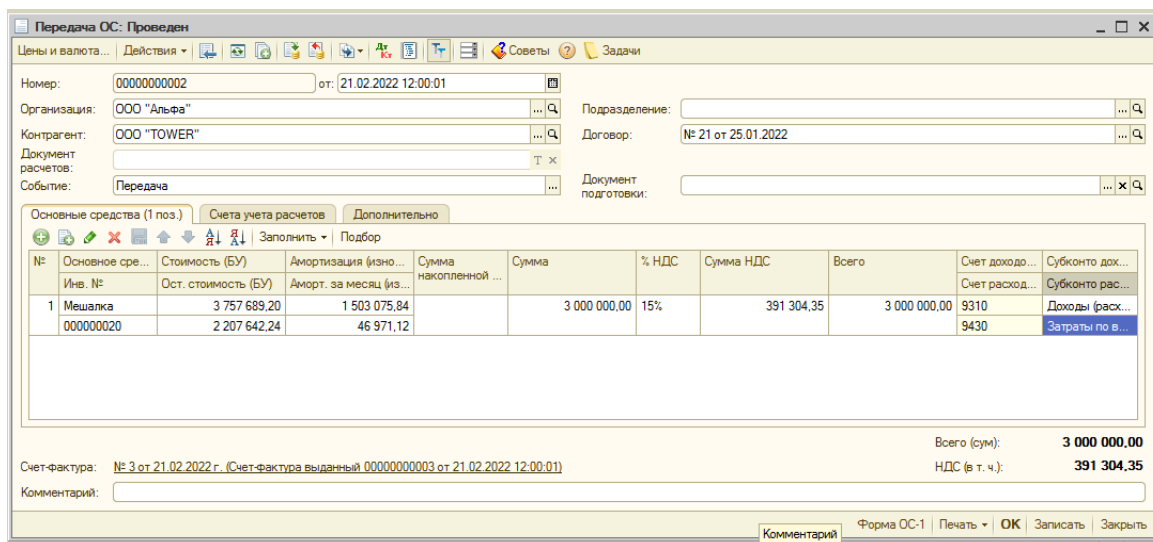 Передача ОС: Проведен
Цены и валюта... Действия Дт Кт Советы Задачи
Номер: 00000000002 от: 21.02.2022 12:00:01
Организация: ООО "Альфа" Подразделение:
Контрагент: ООО "TOWER" Договор: № 21 от 25.01.2022
Документ расчетов:
Событие: Передача Документ подготовки:
Основные средства (1 поз.) Счета учета расчетов Дополнительно
Заполнить Подбор
№ Основное сре... Стоимость (БУ) Амортизация (изно... Сумма накопленной ... Сумма % НДС Сумма НДС Всего Счет доходо... Субконто дох...
Инв. № Ост. стоимость (БУ) Аморт. за месяц (из... Счет расход... Субконто рас...
1 Мешалка 3 757 689,20 1 503 075,84 3 000 000,00 15% 391 304,35 3 000 000,00 9310 Доходы (расх...
000000020 2 207 642,24 46 971,12 9430 Затраты по в...
Всего (сум): 3 000 000,00
Счет-фактура: № 3 от 21.02.2022 г. (Счет-фактура выданный 00000000003 от 21.02.2022 12:00:01) НДС (в т. ч.): 391 304,35
Комментарий:
Форма ОС-1 Печать OK Записать Закрыть
Комментарий